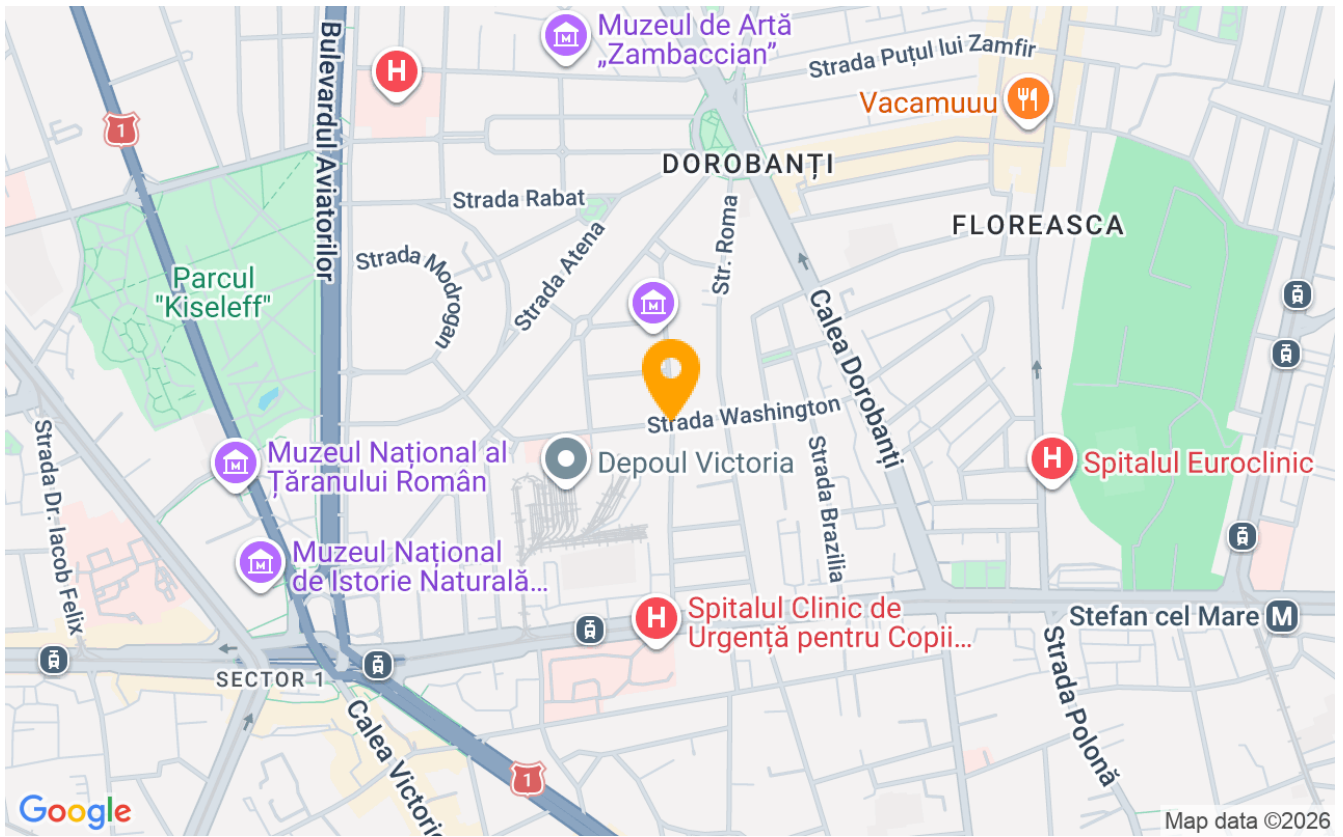 Muzeul de Artă
„Zambaccian”
Strada Puțul lui Zamfir
Bulevardul Aviatorilor
H
Vacamuuu
1
DOROBANȚI
Strada Rabat
Str. Roma
FLOREASCA
Strada Atena
Strada Modrogan
Parcul
"Kiseleff"
M
Calea Dorobanți
Strada Washington
Strada Dr. Iacob Felix
Muzeul Național al
Țăranului Român
Depoul Victoria
Strada Brazilia
H
Spitalul Euroclinic
Muzeul Național
de Istorie Naturală...
H
Spitalul Clinic de
Urgență pentru Copii...
Stefan cel Mare M
SECTOR 1
Strada Polonă
Calea Victorie
1
Google
Map data ©2026